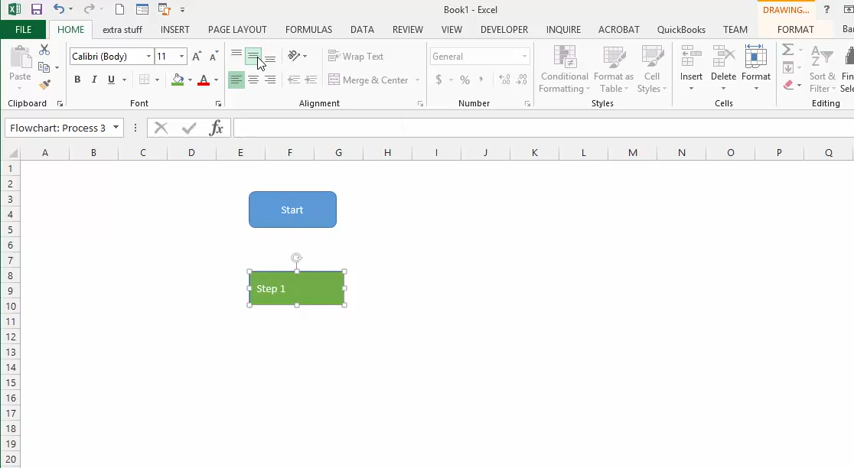 Book1 - Excel
DRAWING...
?
FILE
HOME
extra stuff
INSERT
PAGE LAYOUT
FORMULAS
DATA
REVIEW
VIEW
DEVELOPER
INQUIRE
ACROBAT
QuickBooks
TEAM
FORMAT
Paste
Calibri (Body)
11
A A
B I U
A
Wrap Text
Merge & Center
General
$ % ,
Conditional
Formatting
Format as
Table
Cell
Styles
Insert
Delete
Format
Sort &
Filter
Clipboard
Font
Alignment
Number
Styles
Cells
Editing
Flowchart: Process 3
fx
A B C D E F G H I J K L M N O P Q
1
2
3
Start
4
5
6
7
8
9
Step 1
10
11
12
13
14
15
16
17
18
19
20